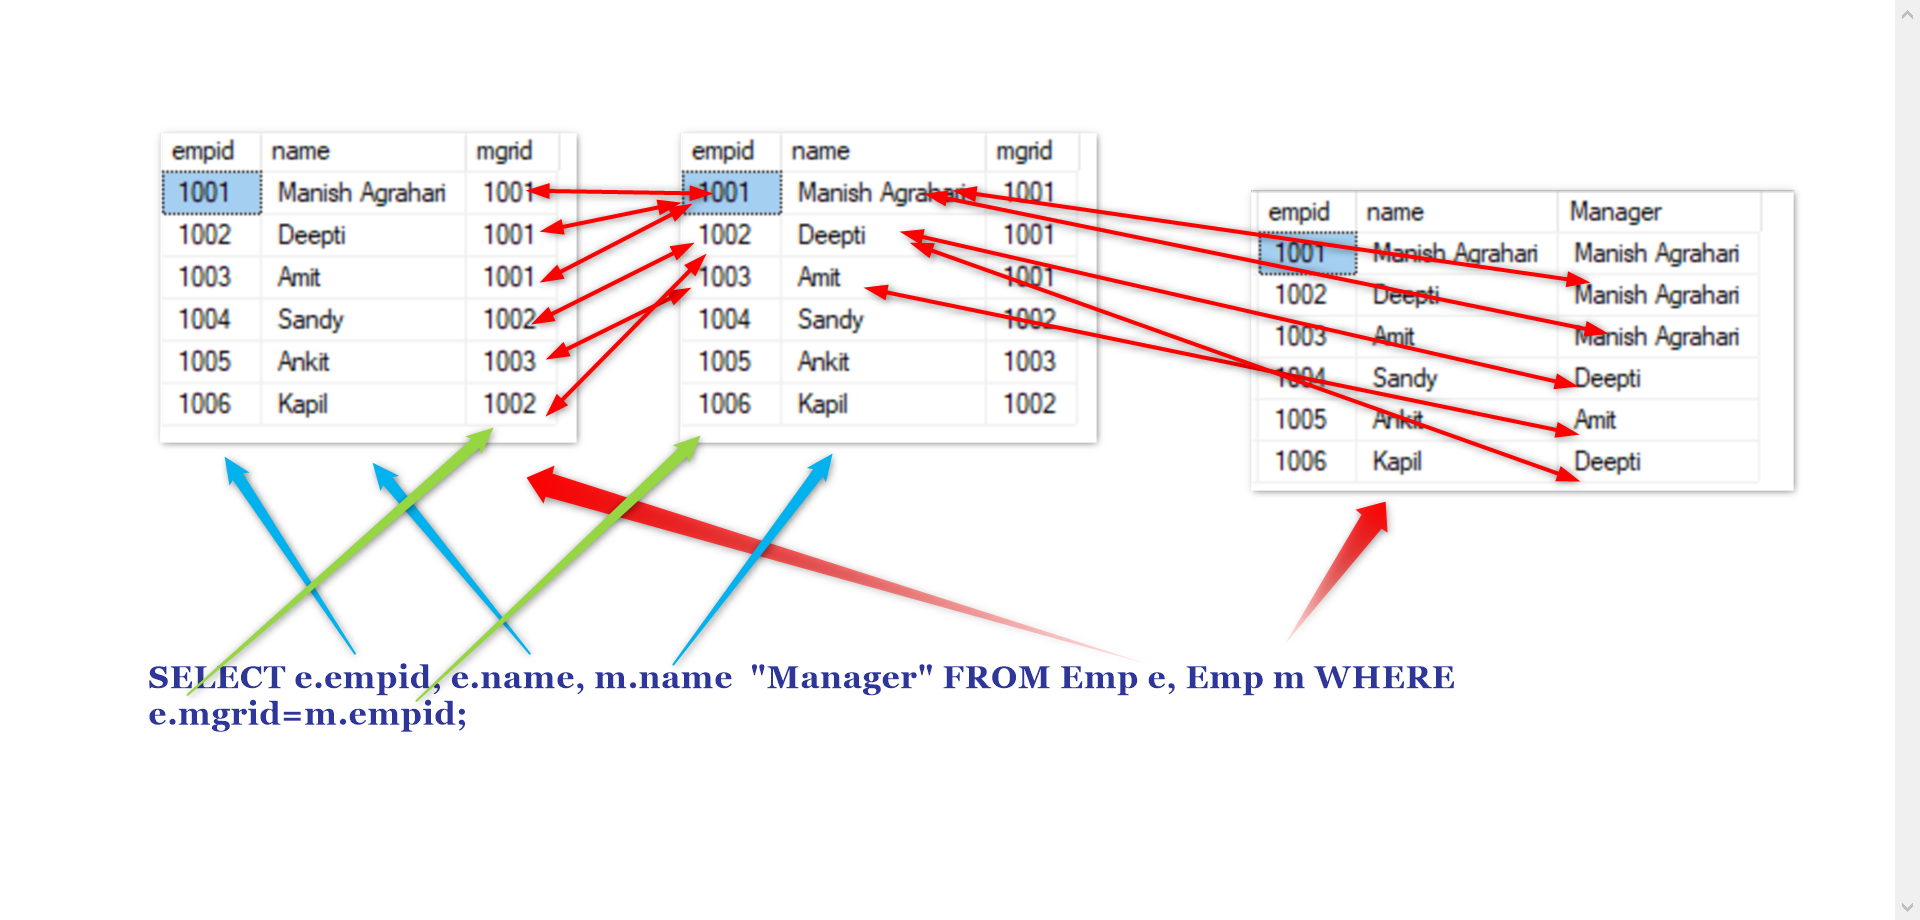 empid name mgrid
1001 Manish Agrahari 1001
1002 Deepti 1001
1003 Amit 1001
1004 Sandy 1002
1005 Ankit 1003
1006 Kapil 1002
empid name mgrid
1001 Manish Agrahari 1001
1002 Deepti 1001
1003 Amit 1001
1004 Sandy 1002
1005 Ankit 1003
1006 Kapil 1002
empid name Manager
1001 Manish Agrahari Manish Agrahari
1002 Deepti Manish Agrahari
1003 Amit Manish Agrahari
1004 Sandy Deepti
1005 Ankit Amit
1006 Kapil Deepti
SELECT e.empid, e.name, m.name "Manager" FROM Emp e, Emp m WHERE
e.mgrid=m.empid;